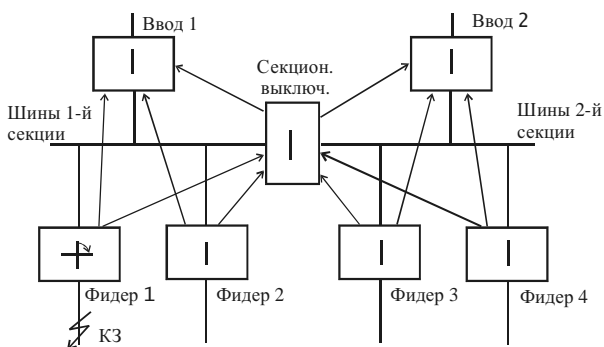 Ввод 1
Ввод 2
Секцион.
выключ.
Шины 1-й
секции
Шины 2-й
секции
Фидер 1
Фидер 2
Фидер 3
Фидер 4
КЗ